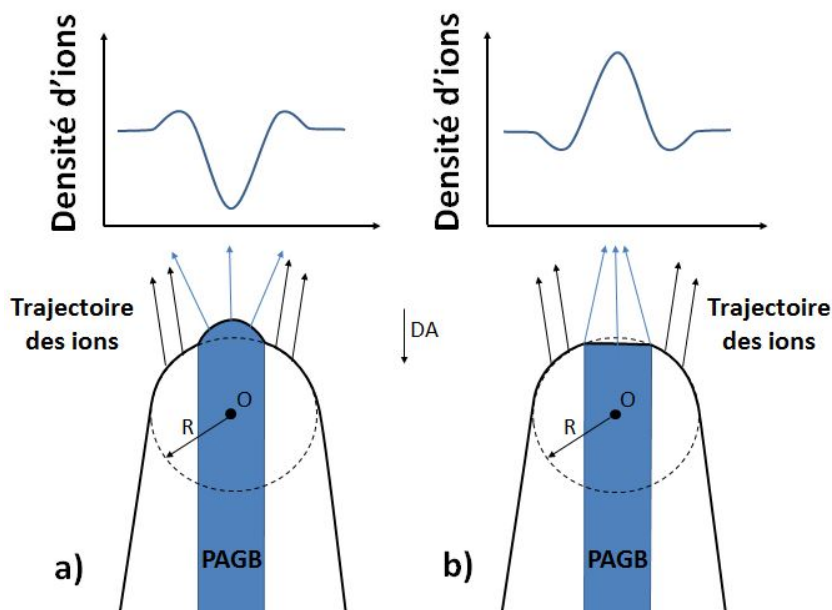 Densité d'ions
Densité d'ions
Trajectoire
des ions
DA
Trajectoire
des ions
O
R
O
R
a)
PAGB
b)
PAGB